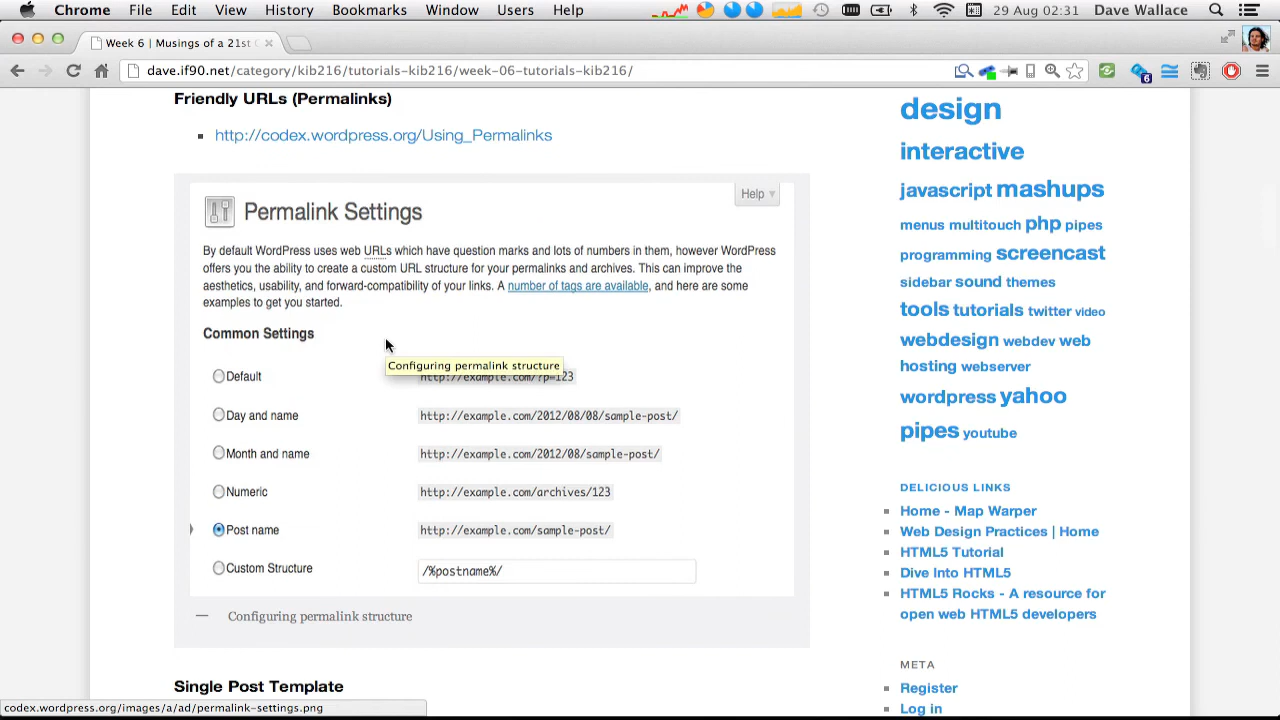 Chrome File Edit View History Bookmarks Window Users Help 29 Aug 02:31 Dave Wallace
Week 6 | Musings of a 21st C
dave.if90.net/category/kib216/tutorials-kib216/week-06-tutorials-kib216/
6
Friendly URLs (Permalinks)
http://codex.wordpress.org/Using_Permalinks
Help
Permalink Settings
By default WordPress uses web URLs which have question marks and lots of numbers in them, however WordPress
offers you the ability to create a custom URL structure for your permalinks and archives. This can improve the
aesthetics, usability, and forward-compatibility of your links. A number of tags are available, and here are some
examples to get you started.
Common Settings
Configuring permalink structure
Default http://example.com/?p=123
Day and name http://example.com/2012/08/08/sample-post/
Month and name http://example.com/2012/08/sample-post/
Numeric http://example.com/archives/123
Post name http://example.com/sample-post/
Custom Structure /%postname%/
— Configuring permalink structure
Single Post Template
design
interactive
javascript mashups
menus multitouch php pipes
programming screencast
sidebar sound themes
tools tutorials twitter video
webdesign webdev web
hosting webserver
wordpress yahoo
pipes youtube
DELICIOUS LINKS
Home - Map Warper
Web Design Practices | Home
HTML5 Tutorial
Dive Into HTML5
HTML5 Rocks - A resource for
open web HTML5 developers
META
Register
Log in
codex.wordpress.org/images/a/ad/permalink-settings.png